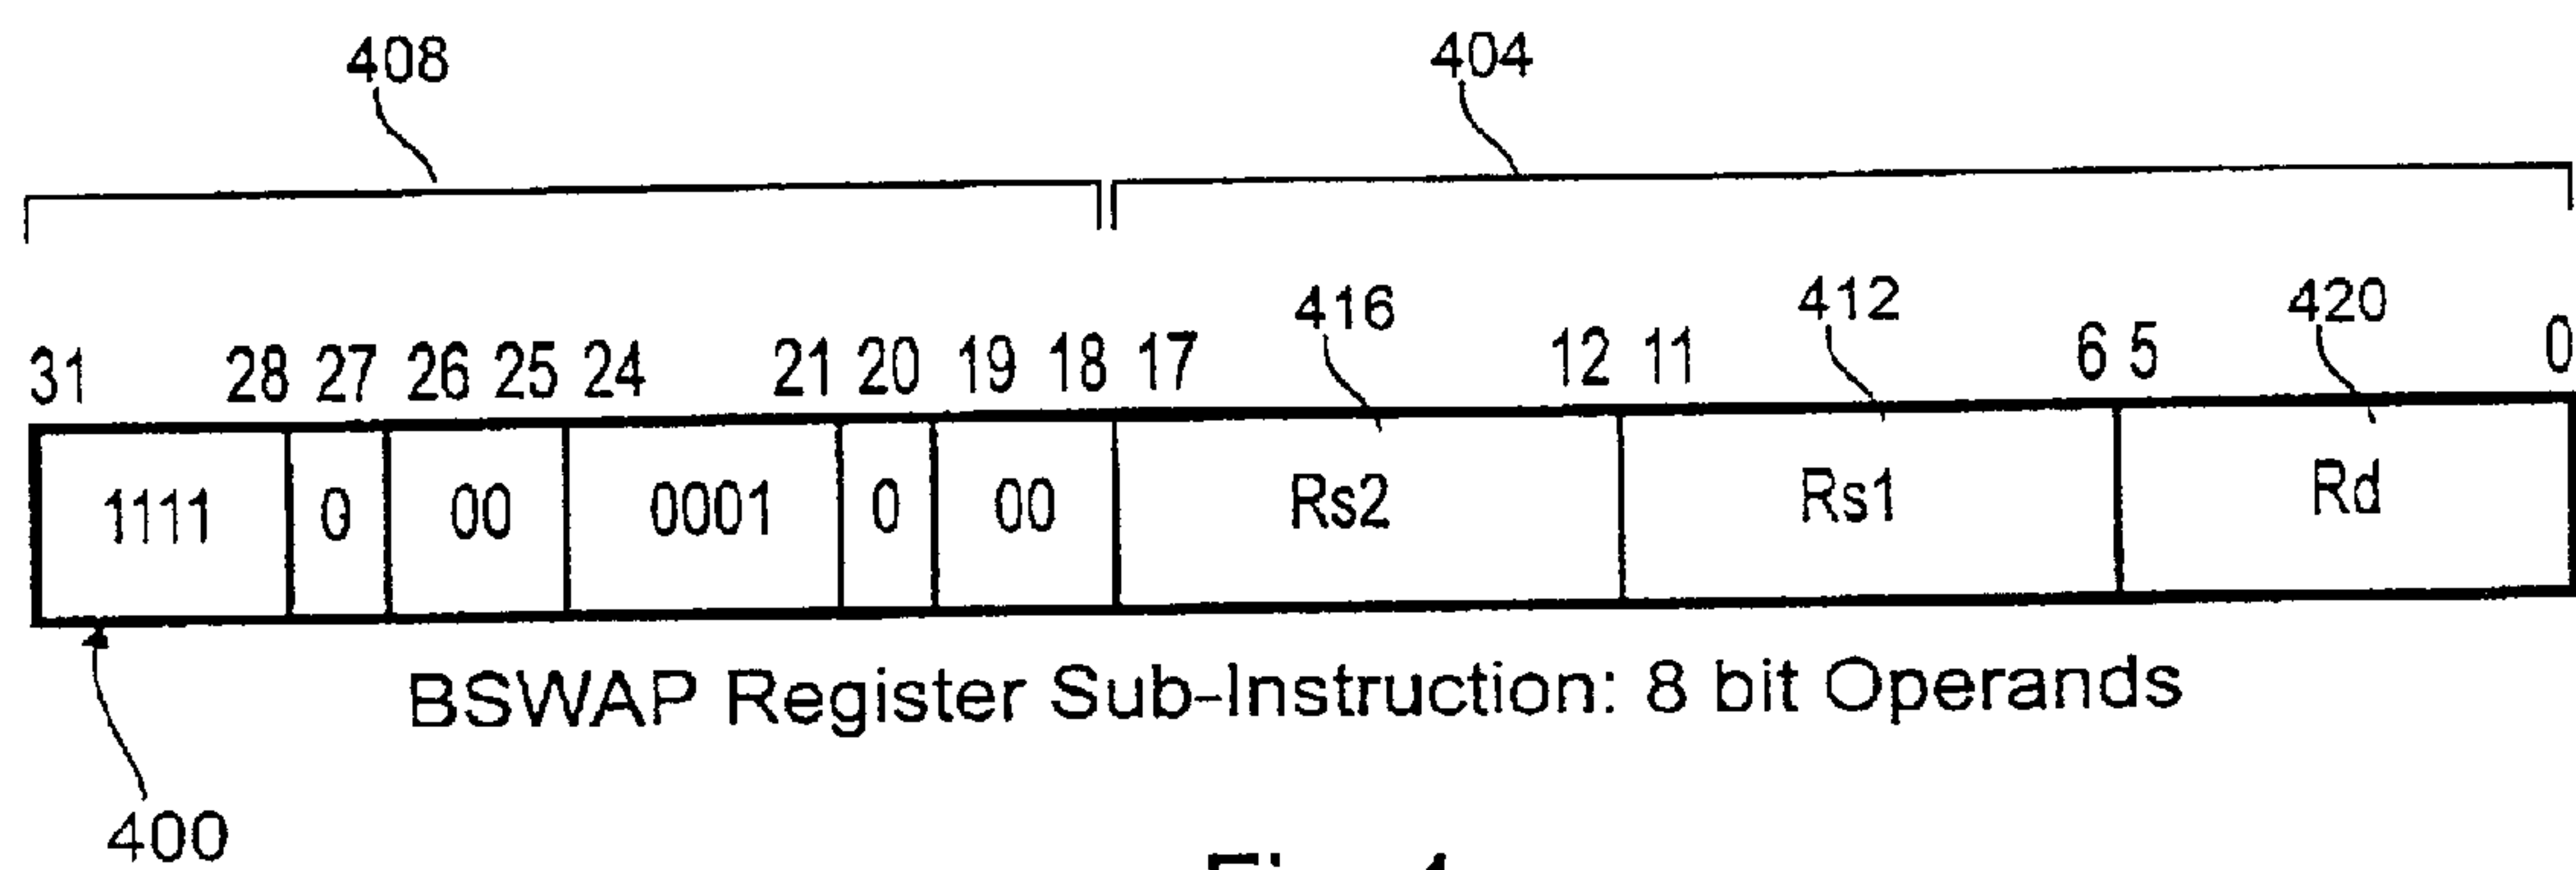 408 404
416 412 420
31 28 27 26 25 24 21 20 19 18 17 12 11 6 5 0
1111 0 00 0001 0 00 Rs2 Rs1 Rd
BSWAP Register Sub-Instruction: 8 bit Operands
400